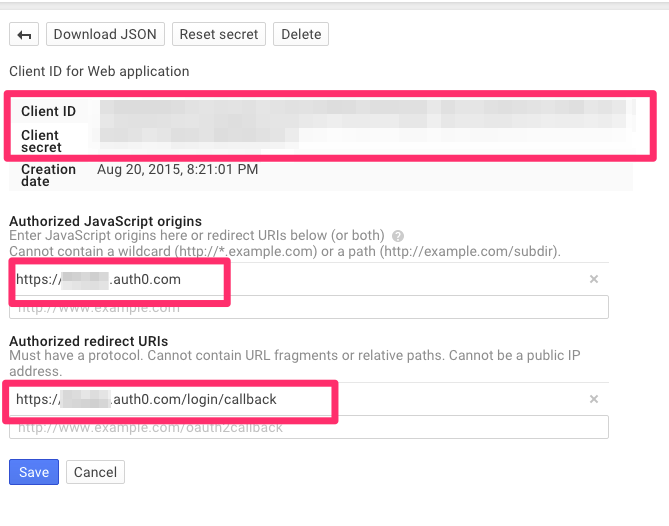 Download JSON Reset secret Delete
Client ID for Web application
Client ID
Client
secret
Creation Aug 20, 2015, 8:21:01 PM
date
Authorized JavaScript origins
Enter JavaScript origins here or redirect URIs below (or both) ?
Cannot contain a wildcard (http://*.example.com) or a path (http://example.com/subdir).
https:// .auth0.com ×
http://www.example.com
Authorized redirect URIs
Must have a protocol. Cannot contain URL fragments or relative paths. Cannot be a public IP
address.
https:// .auth0.com/login/callback ×
http://www.example.com/oauth2callback
Save Cancel